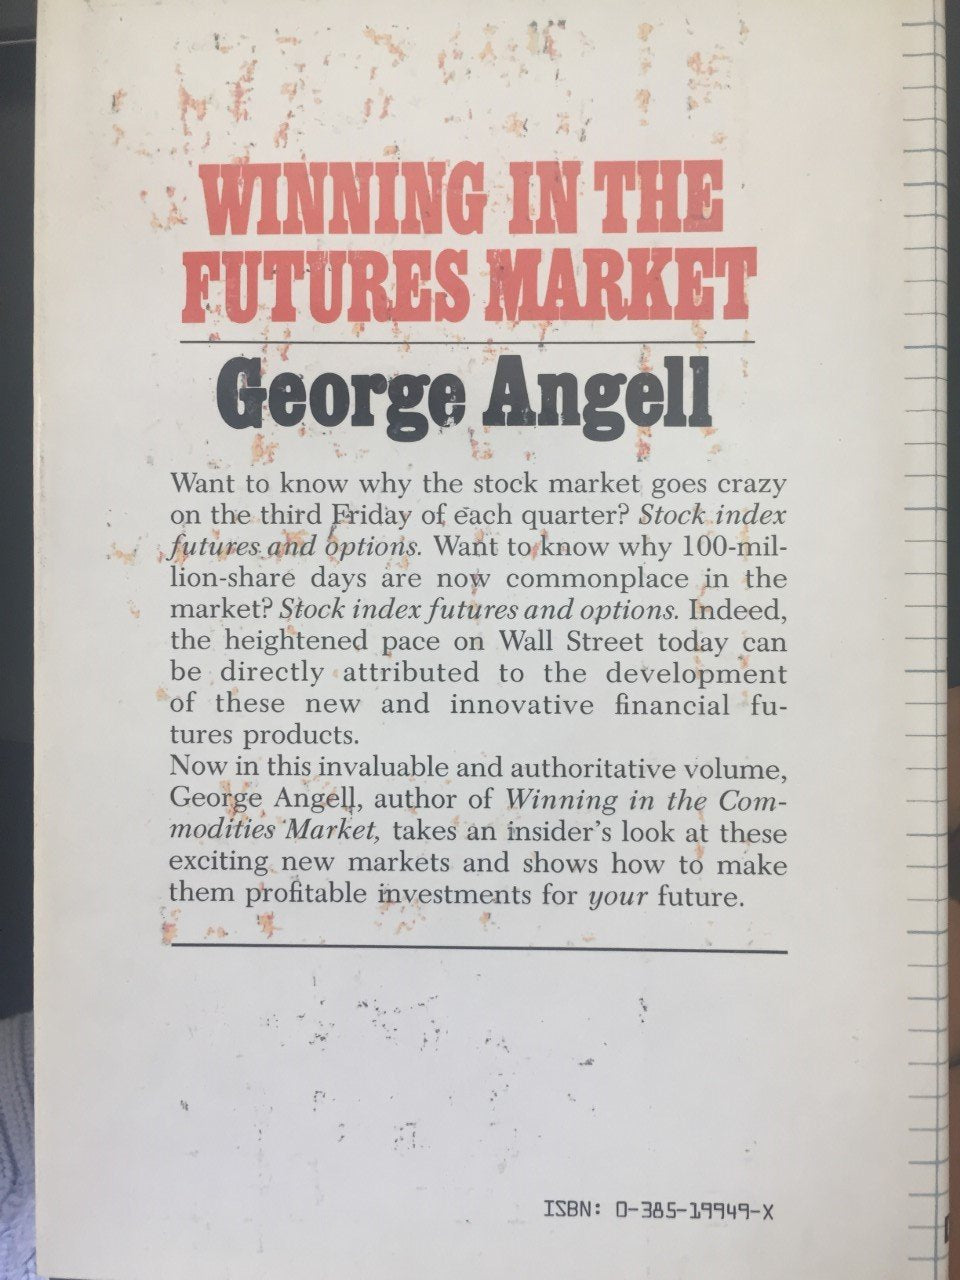 WINNING IN THE
FUTURES MARKET
George Angell
Want to know why the stock market goes crazy
on the third Friday of each quarter? Stock index
futures and options. Want to know why 100-mil-
lion-share days are now commonplace in the
market? Stock index futures and options. Indeed,
the heightened pace on Wall Street today can
be directly attributed to the development
of these new and innovative financial fu-
tures products.
Now in this invaluable and authoritative volume,
George Angell, author of Winning in the Com-
modities Market, takes an insider's look at these
exciting new markets and shows how to make
them profitable investments for your future.
ISBN: 0-385-19949-X